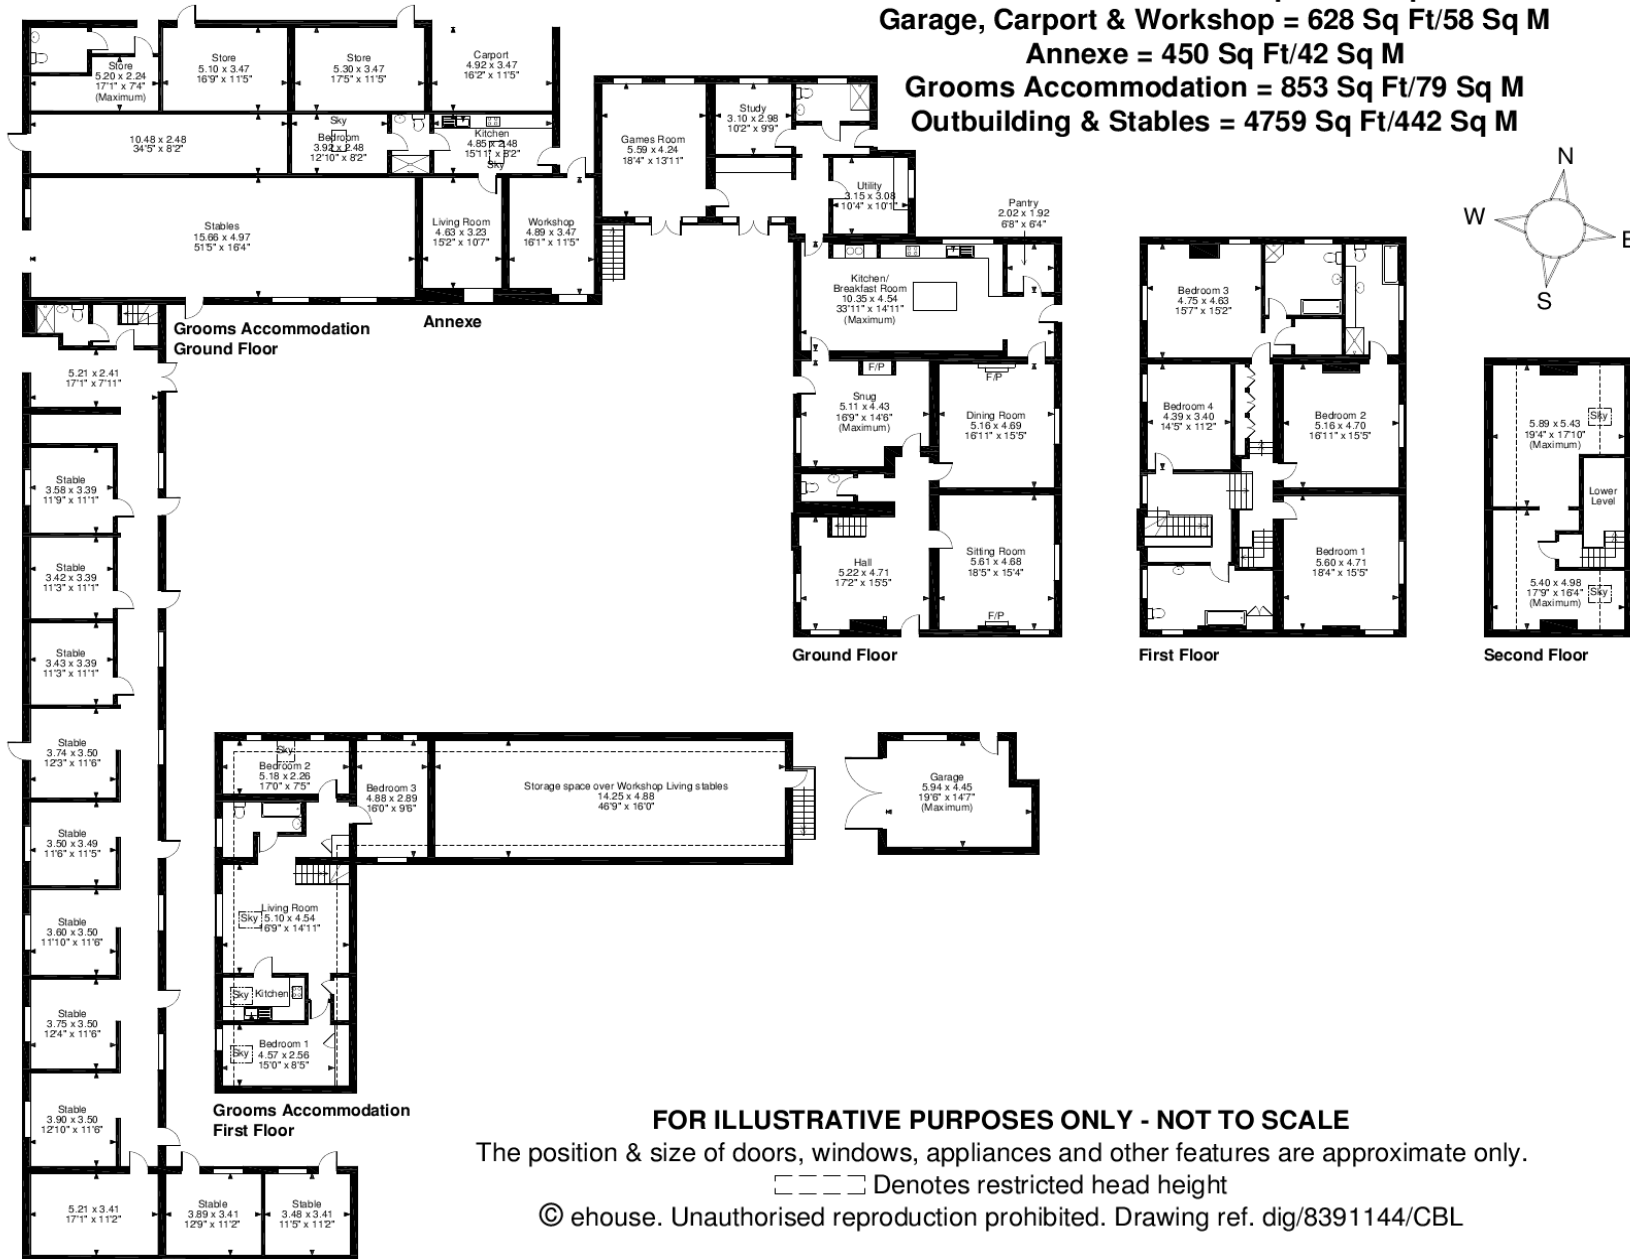 Garage, Carport & Workshop = 628 Sq Ft/58 Sq M
Annexe = 450 Sq Ft/42 Sq M
Grooms Accommodation = 853 Sq Ft/79 Sq M
Outbuilding & Stables = 4759 Sq Ft/442 Sq M
N
W
E
S
Store
5.20 x 2.24
17'1" x 7'4"
(Maximum)
Store
5.10 x 3.47
16'9" x 11'5"
Store
5.30 x 3.47
17'5" x 11'5"
Carport
4.92 x 3.47
16'2" x 11'5"
10.48 x 2.48
34'5" x 8'2"
Sky
Bedroom
3.92 x 2.48
12'10" x 8'2"
Kitchen
4.85 x 2.48
15'11" x 8'2"
Sky
Stables
15.66 x 4.97
51'5" x 16'4"
Living Room
4.63 x 3.23
15'2" x 10'7"
Workshop
4.89 x 3.47
16'1" x 11'5"
Grooms Accommodation
Ground Floor
Annexe
5.21 x 2.41
17'1" x 7'11"
Stable
3.58 x 3.39
11'9" x 11'1"
Stable
3.42 x 3.39
11'3" x 11'1"
Stable
3.43 x 3.39
11'3" x 11'1"
Stable
3.74 x 3.50
12'3" x 11'6"
Stable
3.50 x 3.49
11'6" x 11'5"
Stable
3.60 x 3.50
11'10" x 11'6"
Stable
3.75 x 3.50
12'4" x 11'6"
Stable
3.90 x 3.50
12'10" x 11'6"
5.21 x 3.41
17'1" x 11'2"
Stable
3.89 x 3.41
12'9" x 11'2"
Stable
3.48 x 3.41
11'5" x 11'2"
Games Room
5.59 x 4.24
18'4" x 13'11"
Study
3.10 x 2.98
10'2" x 9'9"
Utility
3.15 x 3.08
10'4" x 10'1"
Pantry
2.02 x 1.92
6'8" x 6'4"
Kitchen/
Breakfast Room
10.35 x 4.54
33'11" x 14'11"
(Maximum)
F/P
Snug
5.11 x 4.43
16'9" x 14'6"
(Maximum)
F/P
Dining Room
5.16 x 4.69
16'11" x 15'5"
Hall
5.22 x 4.71
17'2" x 15'5"
Sitting Room
5.61 x 4.68
18'5" x 15'4"
F/P
Ground Floor
Bedroom 3
4.75 x 4.63
15'7" x 15'2"
Bedroom 4
4.39 x 3.40
14'5" x 11'2"
Bedroom 2
5.16 x 4.70
16'11" x 15'5"
Bedroom 1
5.60 x 4.71
18'4" x 15'5"
First Floor
Sky
5.89 x 5.43
19'4" x 17'10"
(Maximum)
Lower
Level
5.40 x 4.98
17'9" x 16'4"
(Maximum)
Sky
Second Floor
Sky
Bedroom 2
5.18 x 2.26
17'0" x 7'5"
Bedroom 3
4.88 x 2.89
16'0" x 9'6"
Storage space over Workshop Living stables
14.25 x 4.88
46'9" x 16'0"
Garage
5.94 x 4.45
19'6" x 14'7"
(Maximum)
Living Room
Sky
5.10 x 4.54
16'9" x 14'11"
Sky
Kitchen
Sky
Bedroom 1
4.57 x 2.56
15'0" x 8'5"
Grooms Accommodation
First Floor
FOR ILLUSTRATIVE PURPOSES ONLY - NOT TO SCALE
The position & size of doors, windows, appliances and other features are approximate only.
Denotes restricted head height
© ehouse. Unauthorised reproduction prohibited. Drawing ref. dig/8391144/CBL